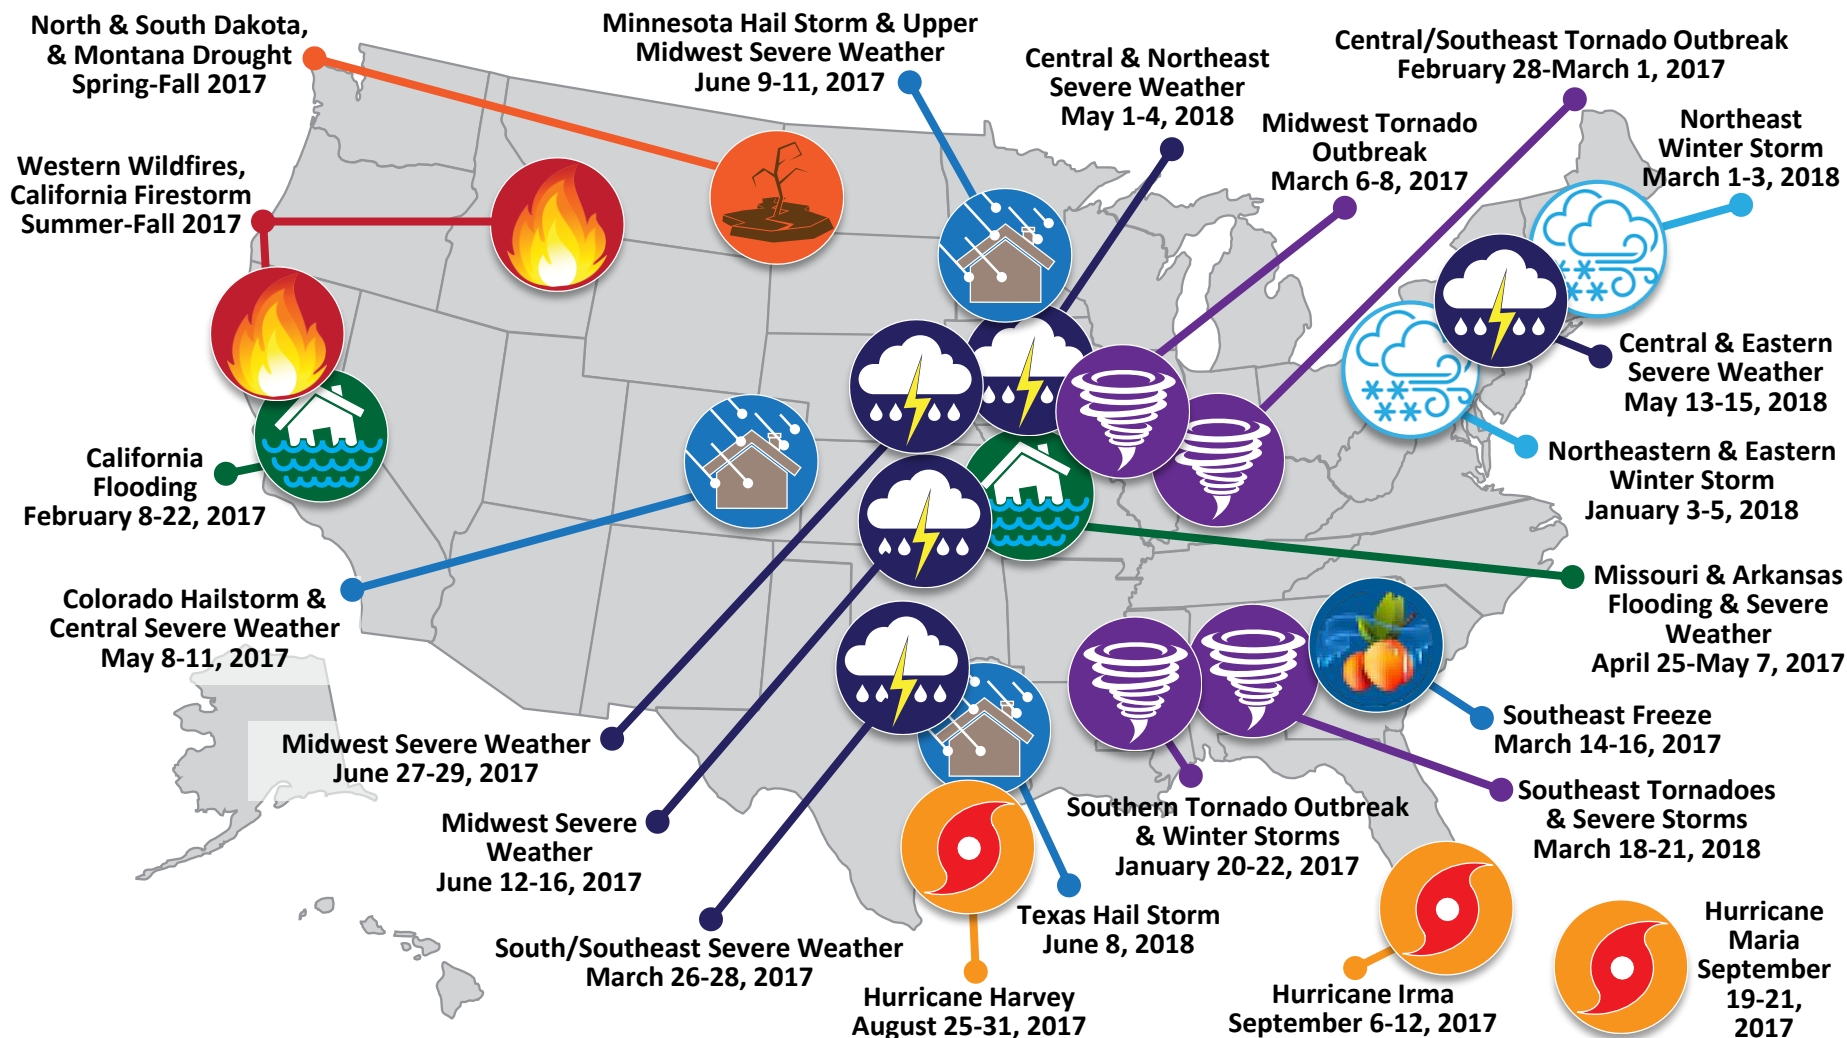 North & South Dakota,
& Montana Drought
Spring-Fall 2017
Minnesota Hail Storm & Upper
Midwest Severe Weather
June 9-11, 2017
Central & Northeast
Severe Weather
May 1-4, 2018
Central/Southeast Tornado Outbreak
February 28-March 1, 2017
Midwest Tornado
Outbreak
March 6-8, 2017
Northeast
Winter Storm
March 1-3, 2018
Western Wildfires,
California Firestorm
Summer-Fall 2017
Central & Eastern
Severe Weather
May 13-15, 2018
California
Flooding
February 8-22, 2017
Northeastern & Eastern
Winter Storm
January 3-5, 2018
Colorado Hailstorm &
Central Severe Weather
May 8-11, 2017
Missouri & Arkansas
Flooding & Severe
Weather
April 25-May 7, 2017
Midwest Severe Weather
June 27-29, 2017
Southeast Freeze
March 14-16, 2017
Midwest Severe
Weather
June 12-16, 2017
Southern Tornado Outbreak
& Winter Storms
January 20-22, 2017
Southeast Tornadoes
& Severe Storms
March 18-21, 2018
South/Southeast Severe Weather
March 26-28, 2017
Texas Hail Storm
June 8, 2018
Hurricane Harvey
August 25-31, 2017
Hurricane Irma
September 6-12, 2017
Hurricane
Maria
September
19-21,
2017